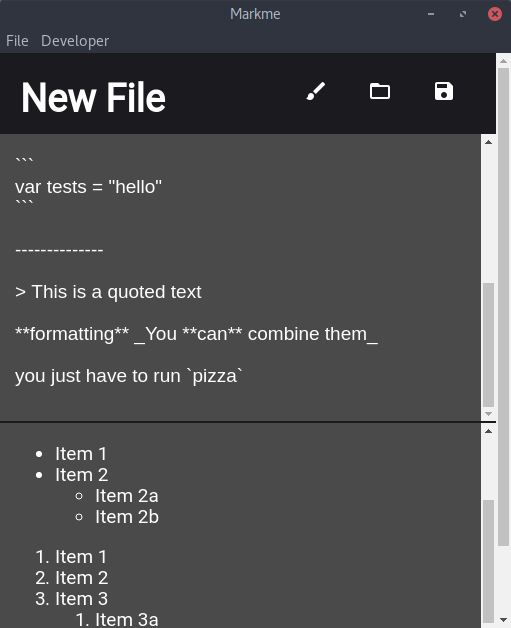 Markme
File Developer
New File
```
var tests = "hello"
```
--------------
> This is a quoted text
**formatting** _You **can** combine them_
you just have to run `pizza`
• Item 1
• Item 2
◦ Item 2a
◦ Item 2b
1. Item 1
2. Item 2
3. Item 3
1. Item 3a